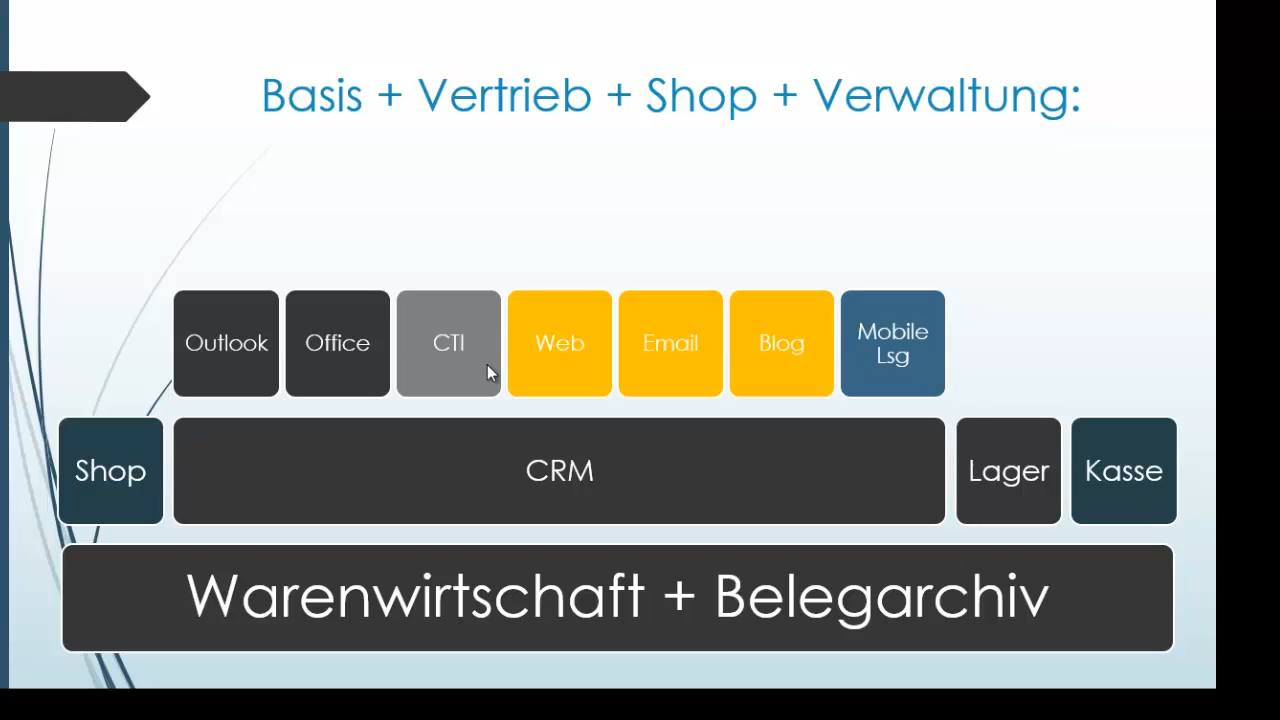 Basis + Vertrieb + Shop + Verwaltung:
Outlook
Office
CTI
Web
Email
Blog
Mobile
Lsg
Shop
CRM
Lager
Kasse
Warenwirtschaft + Belegarchiv